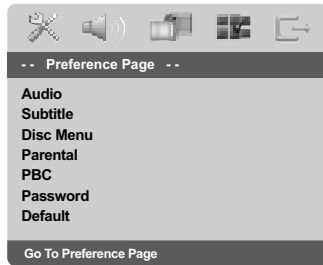 - - Preference Page - -
Audio
Subtitle
Disc Menu
Parental
PBC
Password
Default
Go To Preference Page